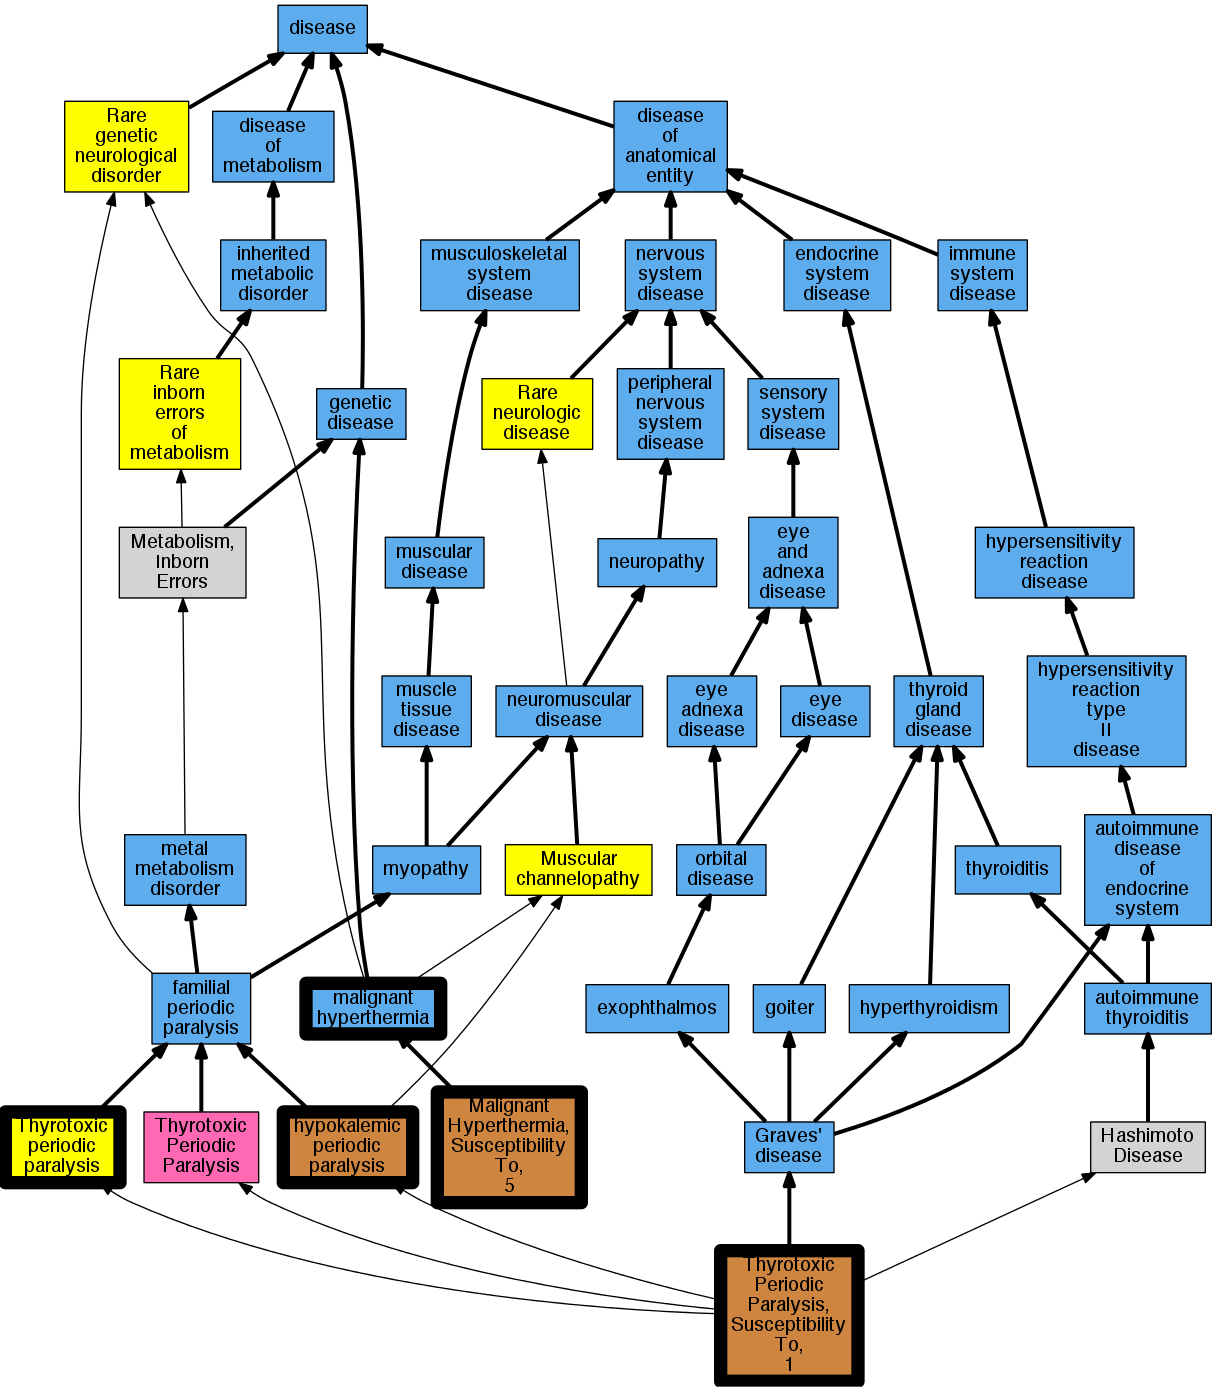 disease
Rare
genetic
neurological
disorder
disease
of
metabolism
disease
of
anatomical
entity
inherited
metabolic
disorder
musculoskeletal
system
disease
nervous
system
disease
endocrine
system
disease
immune
system
disease
Rare
inborn
errors
of
metabolism
genetic
disease
Rare
neurologic
disease
peripheral
nervous
system
disease
sensory
system
disease
Metabolism,
Inborn
Errors
muscular
disease
neuropathy
eye
and
adnexa
disease
hypersensitivity
reaction
disease
muscle
tissue
disease
neuromuscular
disease
eye
adnexa
disease
eye
disease
thyroid
gland
disease
hypersensitivity
reaction
type
II
disease
metal
metabolism
disorder
myopathy
Muscular
channelopathy
orbital
disease
thyroiditis
autoimmune
disease
of
endocrine
system
familial
periodic
paralysis
malignant
hyperthermia
exophthalmos
goiter
hyperthyroidism
autoimmune
thyroiditis
Thyrotoxic
periodic
paralysis
Thyrotoxic
Periodic
Paralysis
hypokalemic
periodic
paralysis
Malignant
Hyperthermia,
Susceptibility
To,
5
Graves'
disease
Hashimoto
Disease
Thyrotoxic
Periodic
Paralysis,
Susceptibility
To,
1